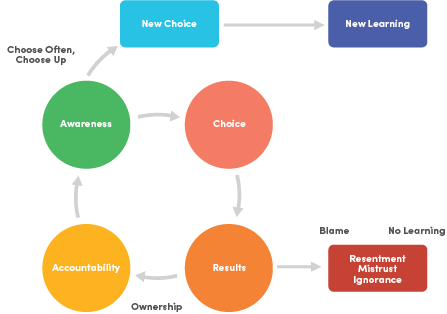 New Choice
New Learning
Choose Often,
Choose Up
Awareness
Choice
Blame
No Learning
Accountability
Results
Resentment
Mistrust
Ignorance
Ownership